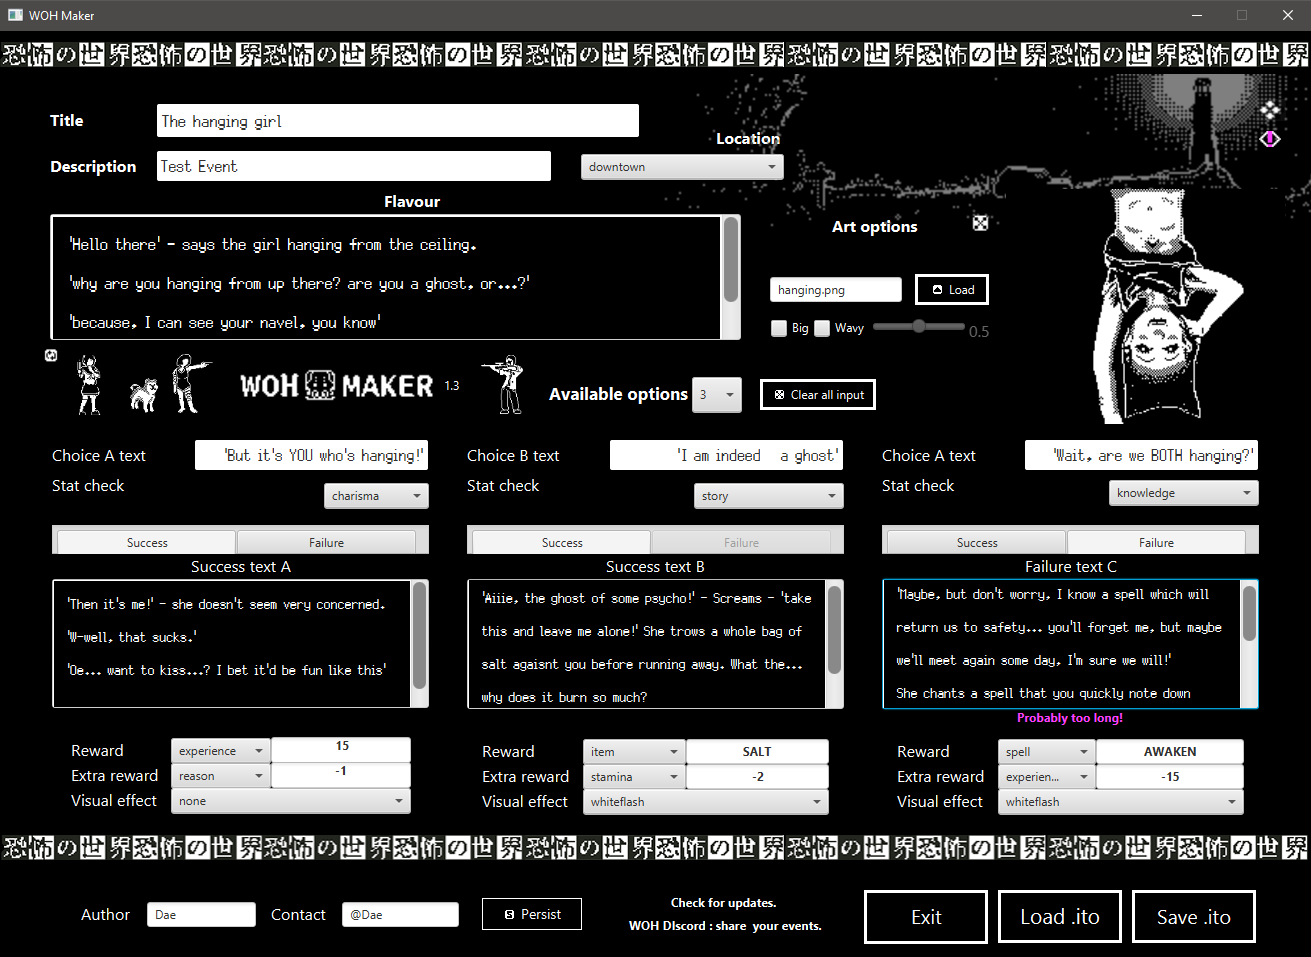 WOH Maker
恐怖の世界恐怖の世界恐怖の世界恐怖の世界恐怖の世界恐怖の世界恐怖の世界恐怖の世界恐怖の世界恐怖の世界
Title
The hanging girl
Location
Description
Test Event
downtown
Flavour
Art options
'Hello there' - says the girl hanging from the ceiling.
'why are you hanging from up there? are you a ghost, or...?'
'because, I can see your navel, you know'
hanging.png
Load
Big
Wavy
0.5
WOH MAKER
1.3
Available options
3
Clear all input
Choice A text
'But it's YOU who's hanging!'
Stat check
charisma
Success
Failure
Success text A
'Then it's me!' - she doesn't seem very concerned.
'W-well, that sucks.'
'Oe... want to kiss...? I bet it'd be fun like this'
Reward
experience
15
Extra reward
reason
-1
Visual effect
none
Choice B text
'I am indeed  a ghost'
Stat check
story
Success
Failure
Success text B
'Aiiie, the ghost of some psycho!' - Screams - 'take
this and leave me alone!' She trows a whole bag of
salt agaisnt you before running away. What the...
why does it burn so much?
Reward
item
SALT
Extra reward
stamina
-2
Visual effect
whiteflash
Choice A text
'Wait, are we BOTH hanging?'
Stat check
knowledge
Success
Failure
Failure text C
'Maybe, but don't worry, I know a spell which will
return us to safety... you'll forget me, but maybe
we'll meet again some day, I'm sure we will!'
She chants a spell that you quickly note down
Probably too long!
Reward
spell
AWAKEN
Extra reward
experien...
-15
Visual effect
whiteflash
恐怖の世界恐怖の世界恐怖の世界恐怖の世界恐怖の世界恐怖の世界恐怖の世界恐怖の世界恐怖の世界恐怖の世界
Author
Dae
Contact
@Dae
Persist
Check for updates.
WOH DIscord : share  your events.
Exit
Load .ito
Save .ito